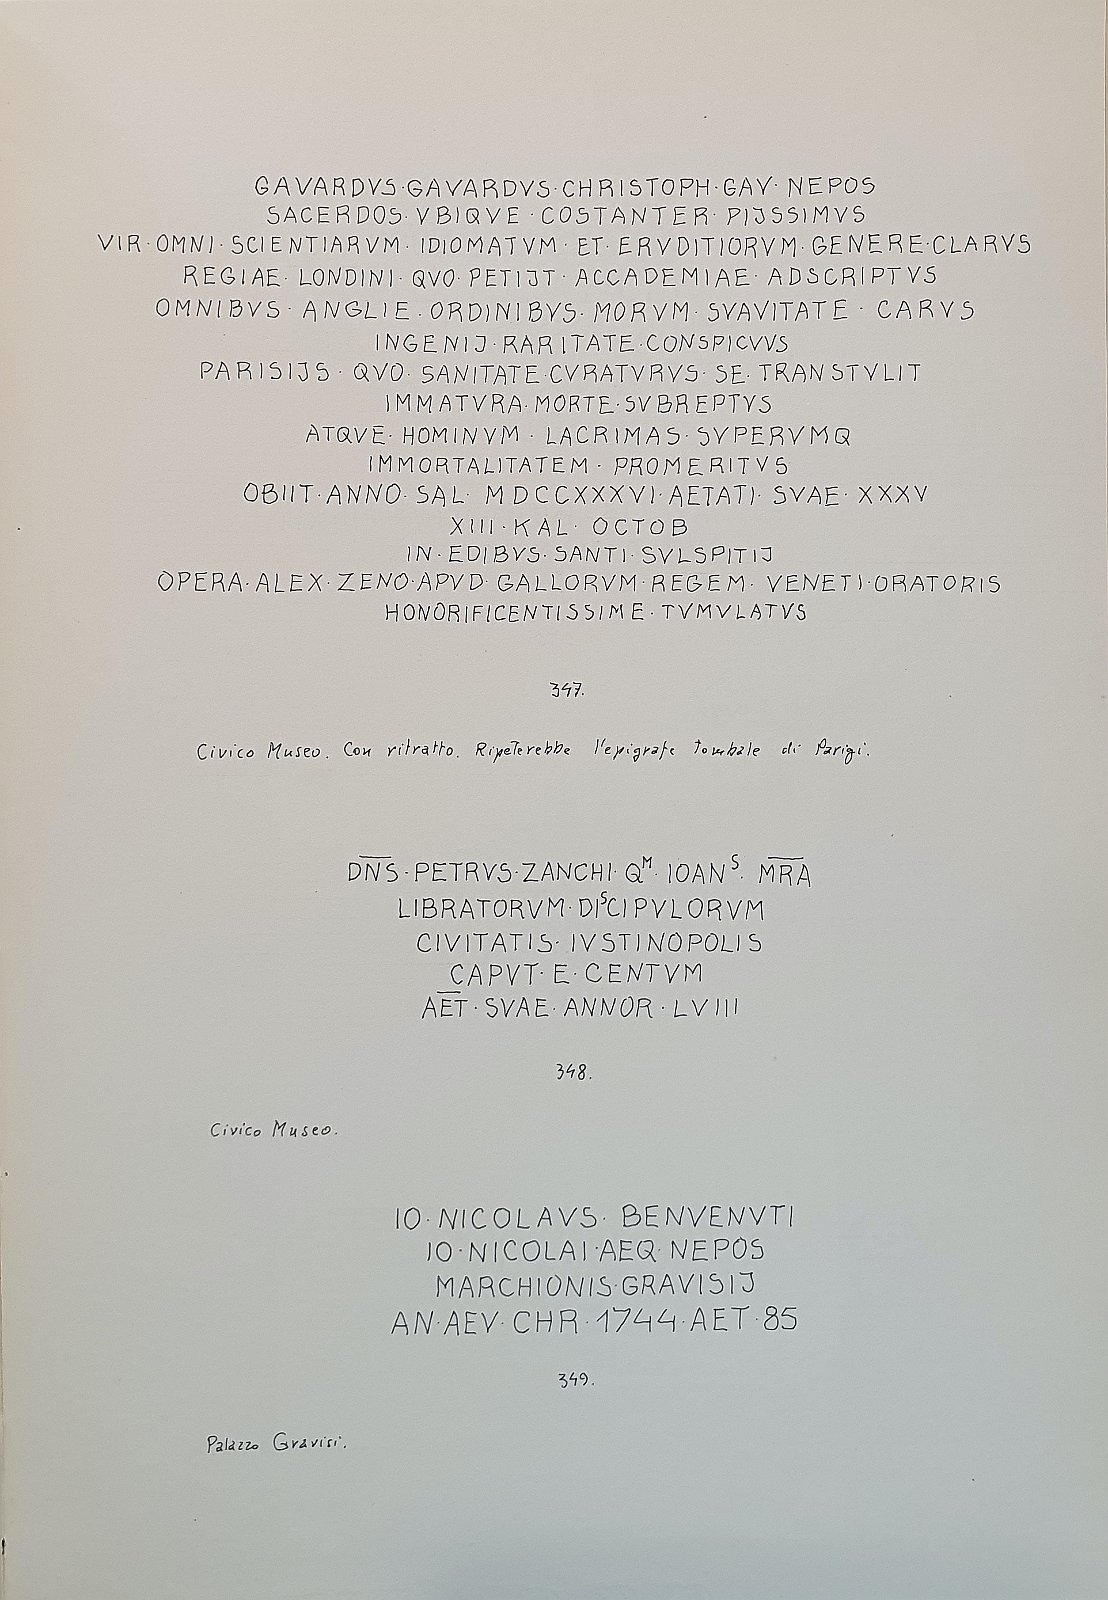 GAVARDVS·GAVARDVS·CHRISTOPH·GAV·NEPOS
SACERDOS·VBIQVE·COSTANTER·PIJSSIMVS
VIR·OMNI·SCIENTIARVM·IDIOMATVM·ET·ERVDITIORVM·GENERE·CLARVS
REGIAE·LONDINI·QVO·PETIJT·ACCADEMIAE·ADSCRIPTVS
OMNIBVS·ANGLIE·ORDINIBVS·MORVM·SVAVITATE·CARVS
INGENIJ·RARITATE·CONSPICVVS
PARISIJS·QVO·SANITATE·CVRATVRVS·SE·TRANSTVLIT
IMMATVRA·MORTE·SVBREPTVS
ATQVE·HOMINVM·LACRIMAS·SVPERVMQ
IMMORTALITATEM·PROMERITVS
OBIIT·ANNO·SAL·MDCCXXXVI·AETATI·SVAE·XXXV
XIII·KAL·OCTOB
IN·EDIBVS·SANTI·SVLSPITIJ
OPERA·ALEX·ZENO·APVD·GALLORVM·REGEM·VENETI·ORATORIS
HONORIFICENTISSIME·TVMVLATVS
347.
Civico Museo. Con ritratto. Ripeterebbe l'epigrafe tombale di Parigi.
DN̅S·PETRVS·ZANCHI·Qᴹ·IOANˢ·MR̅A
LIBRATORVM·DIˢCIPVLORVM
CIVITATIS·IVSTINOPOLIS
CAPVT·E·CENTVM
AE̅T·SVAE·ANNOR·LVIII
348.
Civico Museo.
IO·NICOLAVS·BENVENVTI
IO·NICOLAI·AEQ·NEPOS
MARCHIONIS·GRAVISIJ
AN·AEV·CHR·1744·AET·85
349.
Palazzo Gravisi.